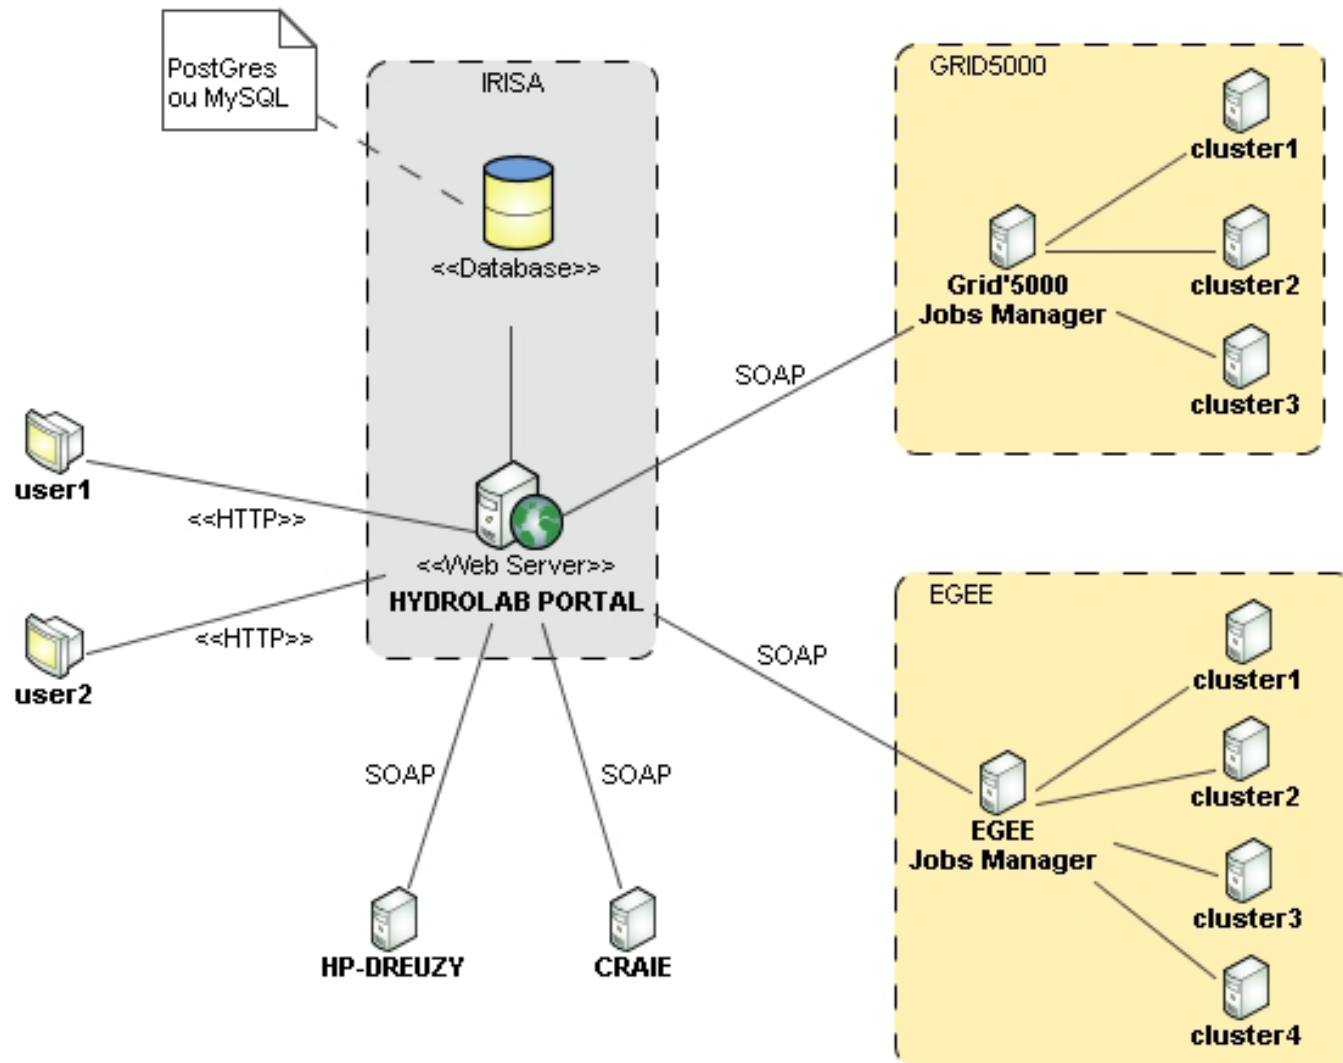 PostGres
ou MySQL
IRISA
<<Database>>
<<Web Server>>
HYDROLAB PORTAL
user1
<<HTTP>>
user2
<<HTTP>>
SOAP
SOAP
HP-DREUZY
CRAIE
SOAP
SOAP
GRID5000
cluster1
Grid'5000
Jobs Manager
cluster2
cluster3
EGEE
cluster1
cluster2
EGEE
Jobs Manager
cluster3
cluster4